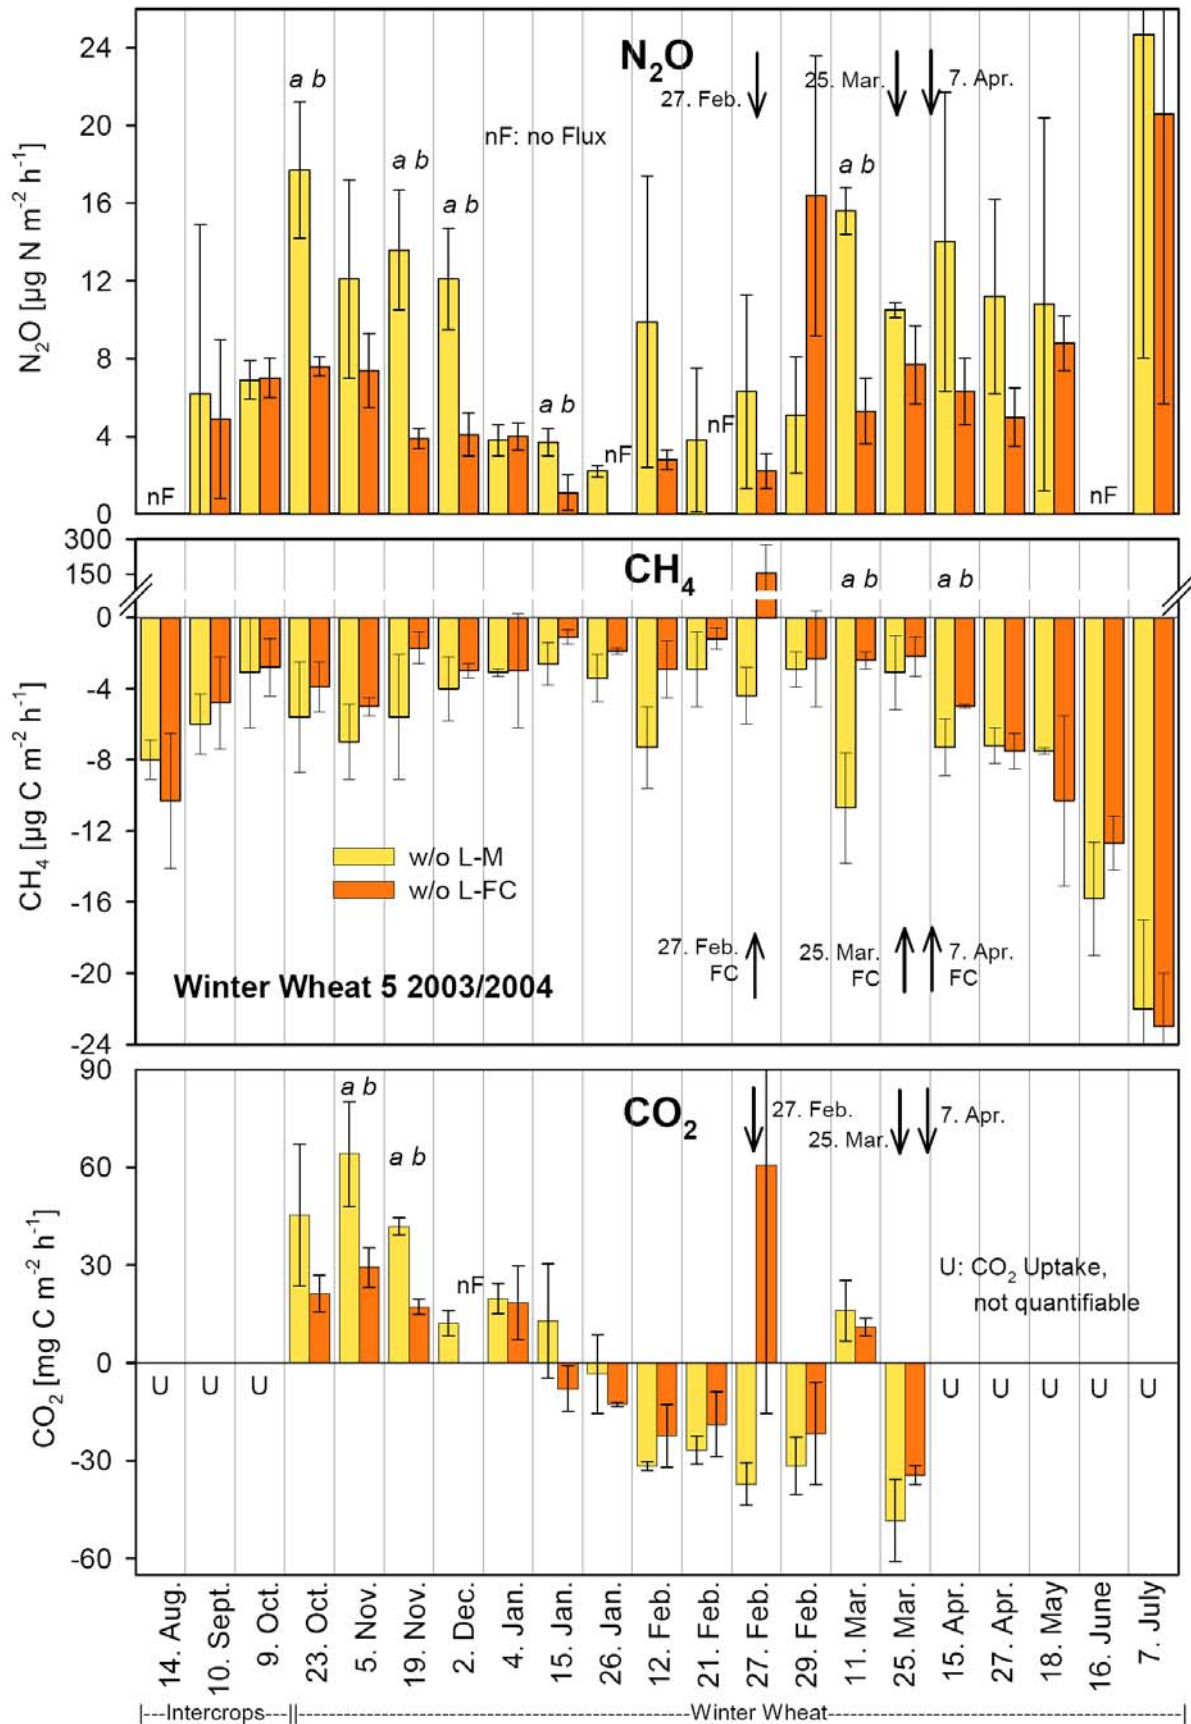 N2O [µg N m-2 h-1]
24
20
16
12
8
4
0
N2O
27. Feb.
25. Mar.
7. Apr.
nF: no Flux
a b
a b
a b
a b
a b
nF
nF
nF
nF
CH4 [µg C m-2 h-1]
300
150
0
-4
-8
-12
-16
-20
-24
CH4
a b
a b
w/o L-M
w/o L-FC
27. Feb.
FC
25. Mar.
FC
7. Apr.
FC
Winter Wheat 5 2003/2004
CO2 [mg C m-2 h-1]
90
60
30
0
-30
-60
CO2
27. Feb.
25. Mar.
7. Apr.
a b
a b
nF
U: CO2 Uptake,
not quantifiable
U
U
U
U
U
U
U
U
14. Aug.
10. Sept.
9. Oct.
23. Oct.
5. Nov.
19. Nov.
2. Dec.
4. Jan.
15. Jan.
26. Jan.
12. Feb.
21. Feb.
27. Feb.
29. Feb.
11. Mar.
25. Mar.
15. Apr.
27. Apr.
18. May
16. June
7. July
|---Intercrops---||---Winter Wheat---|